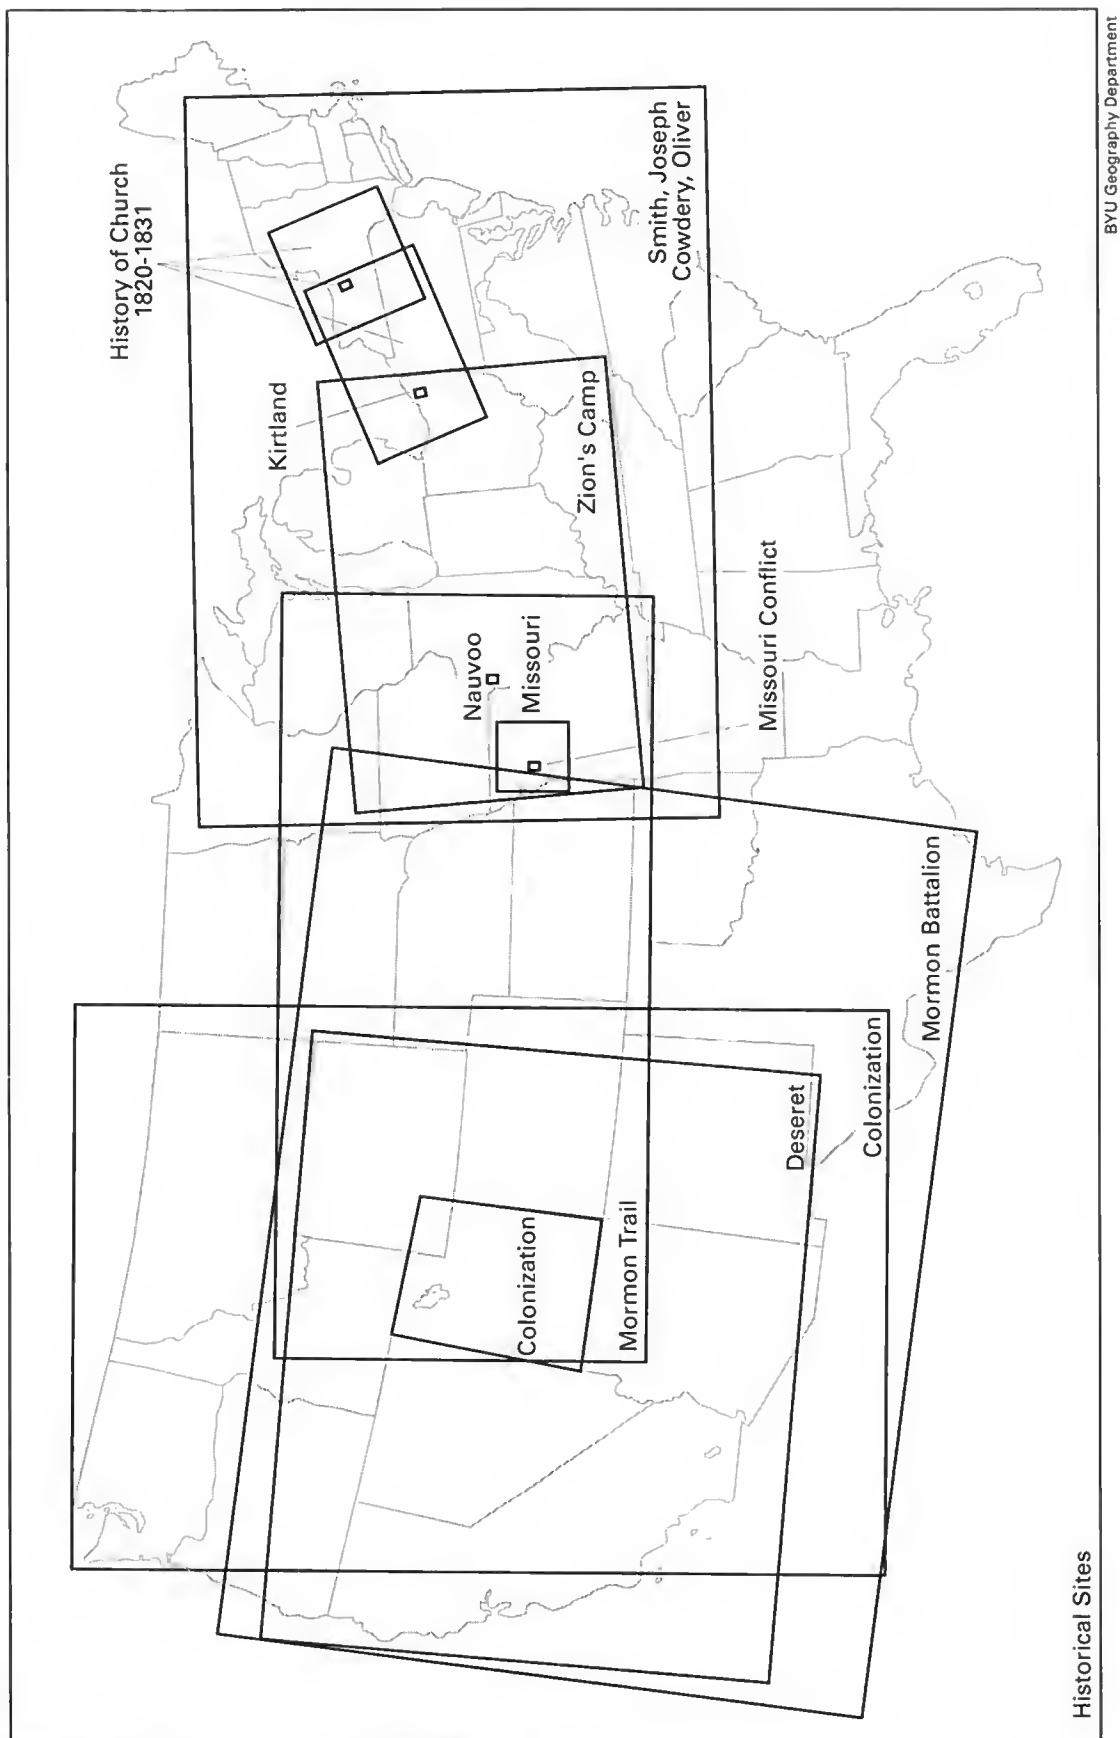 History of Church
1820-1831
Kirtland
Smith, Joseph
Cowdery, Oliver
Zion's Camp
Nauvoo
Missouri
Missouri Conflict
Mormon Battalion
Colonization
Deseret
Mormon Trail
Colonization
Historical Sites
BYU Geography Department